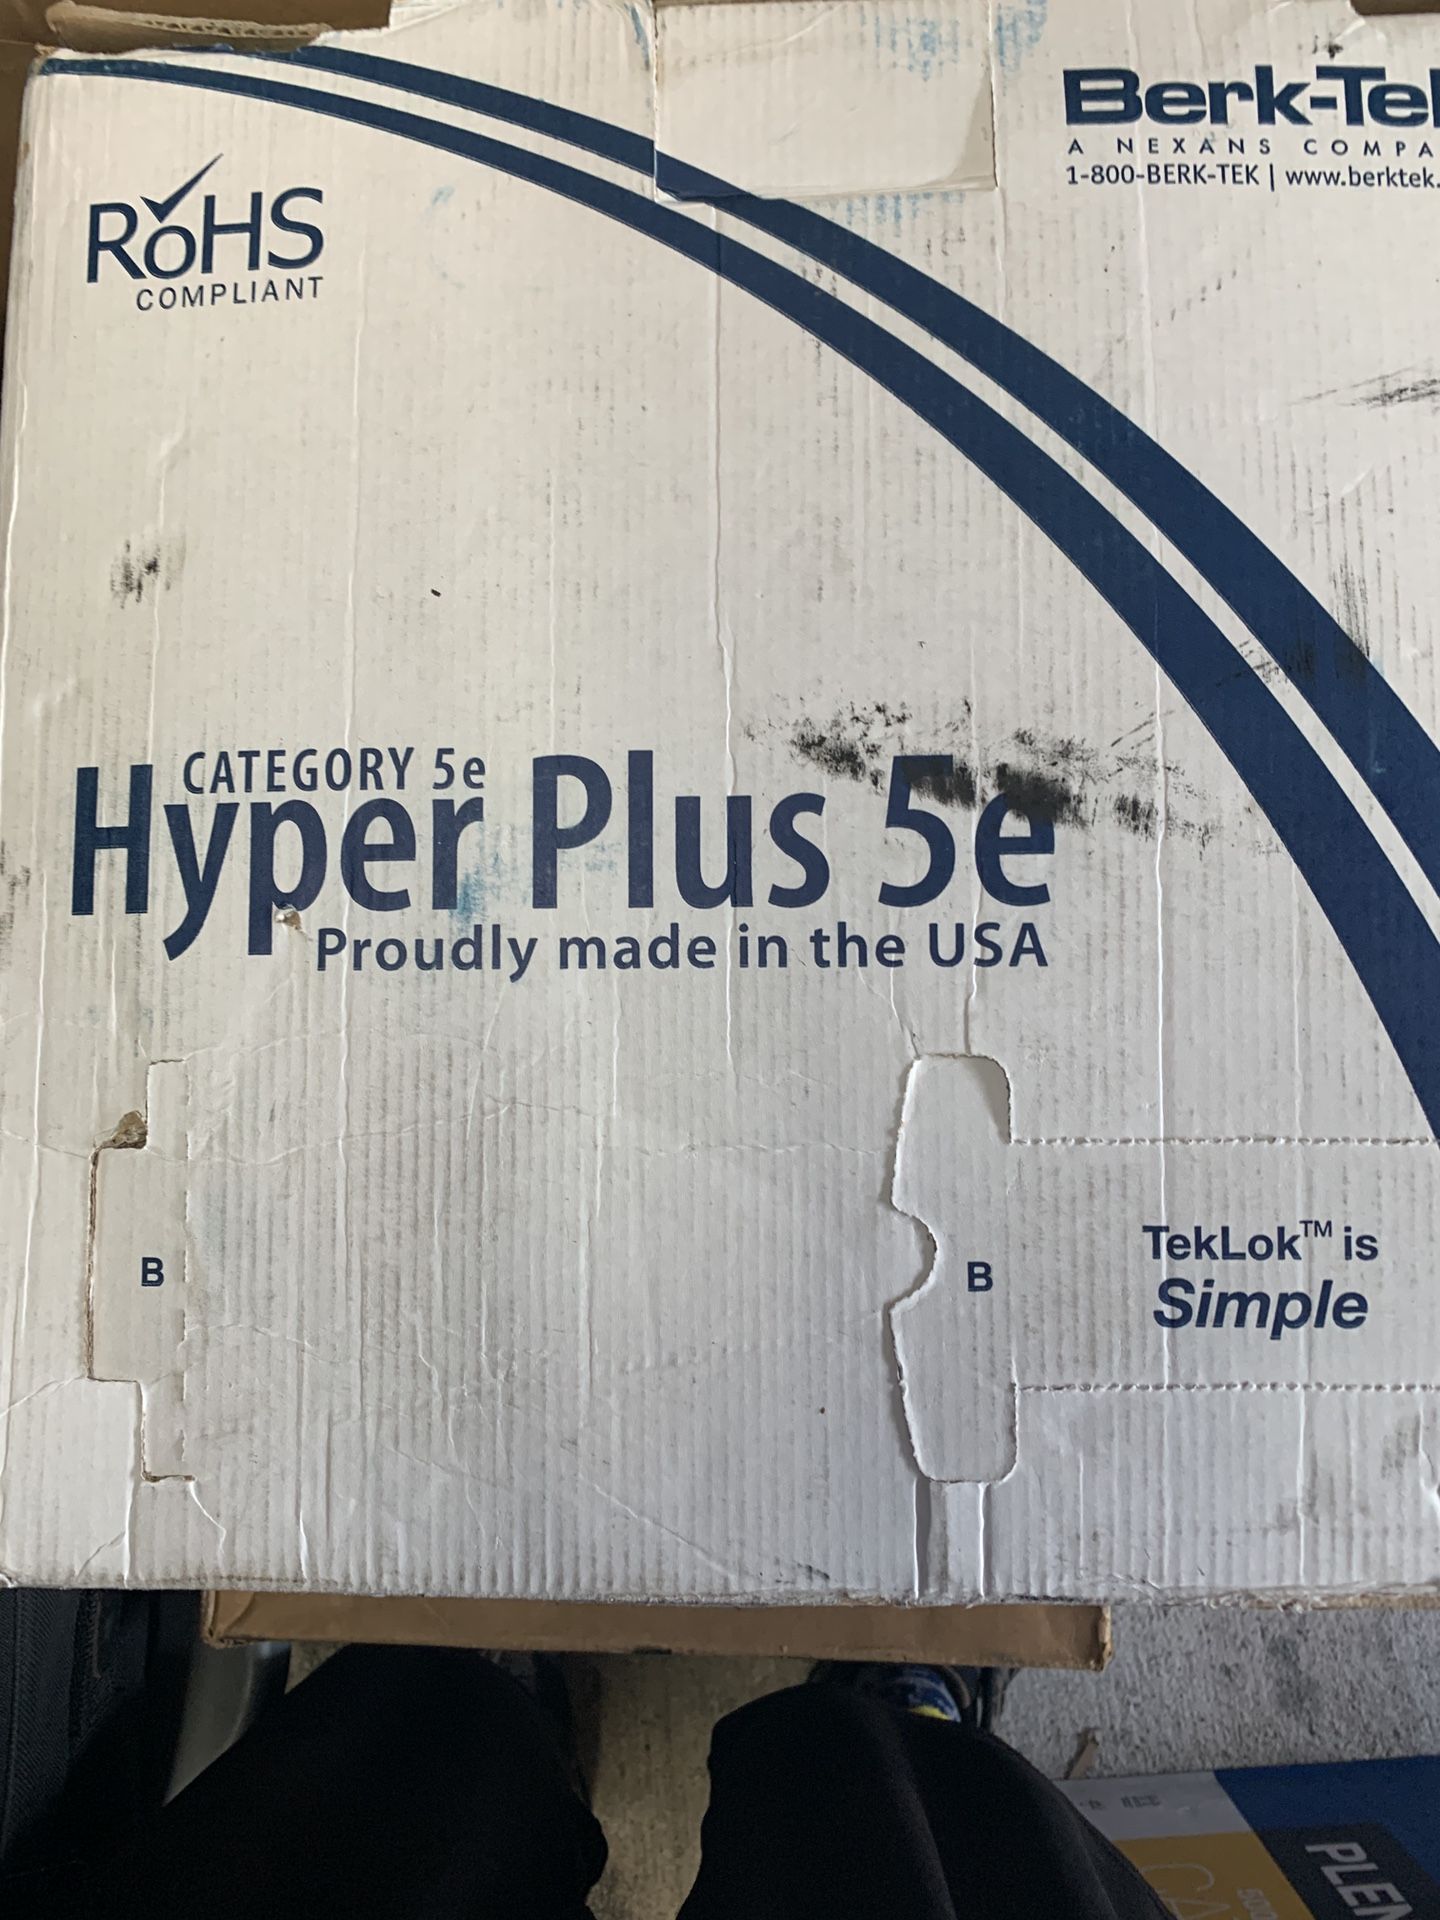 Berk-Te
A NEXANS COMPA
1-800-BERK-TEK | www.berktek.
RoHS
COMPLIANT
CATEGORY 5e
Hyper Plus 5e
Proudly made in the USA
B
B
TekLok™ is
Simple
PLEN